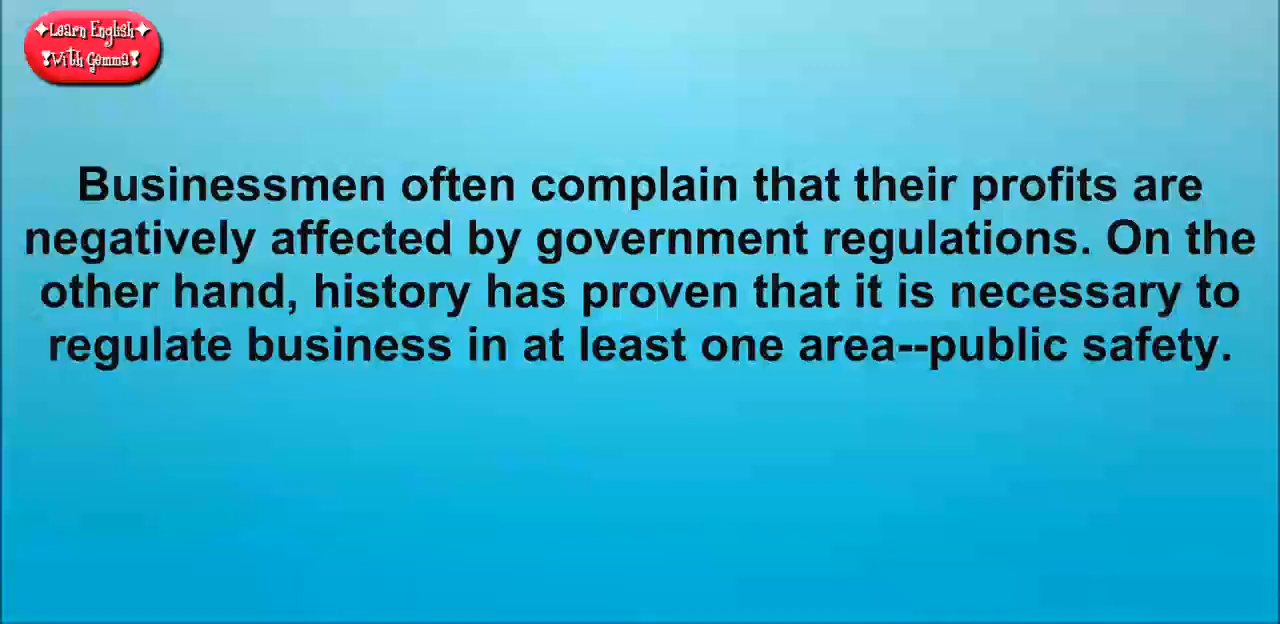 ✦Learn English✦
❣With Gemma❣
Businessmen often complain that their profits are
negatively affected by government regulations. On the
other hand, history has proven that it is necessary to
regulate business in at least one area--public safety.